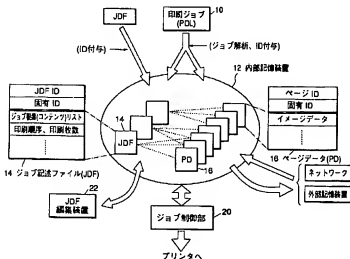 JDF
印刷ジョブ
(PDL)
10
(ID付与)
(ジョブ解析、ID付与)
12 内部記憶装置
JDF ID
固有 ID
ジョブ要素(コンテンツ)リスト
印刷順序、印刷枚数
14 ジョブ記述ファイル(JDF)
14
JDF
PD
16
ページ ID
固有 ID
イメージデータ
16 ページデータ(PD)
ネットワーク
外部記憶装置
22
JDF
編集装置
ジョブ制御部
20
プリンタへ